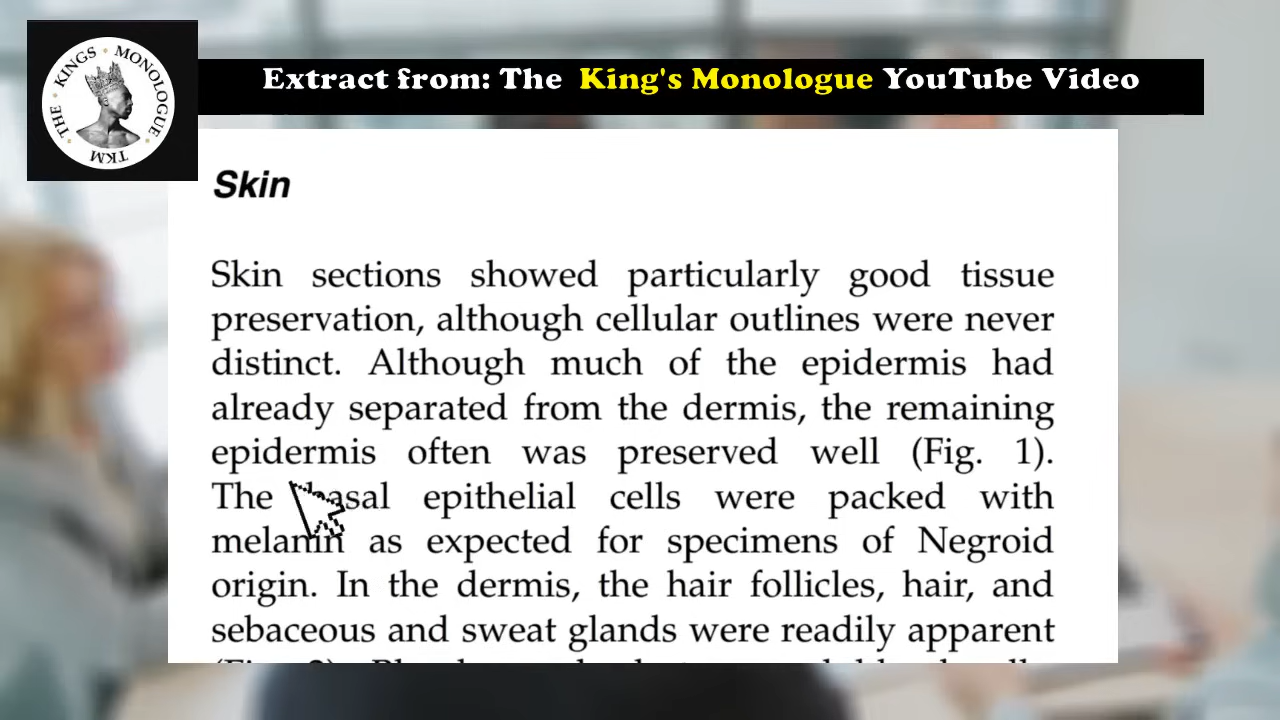 THE · KINGS · MONOLOGUE ·
TKM
Extract from: The King's Monologue YouTube Video
Skin
Skin sections showed particularly good tissue
preservation, although cellular outlines were never
distinct. Although much of the epidermis had
already separated from the dermis, the remaining
epidermis often was preserved well (Fig. 1).
The basal epithelial cells were packed with
melanin as expected for specimens of Negroid
origin. In the dermis, the hair follicles, hair, and
sebaceous and sweat glands were readily apparent